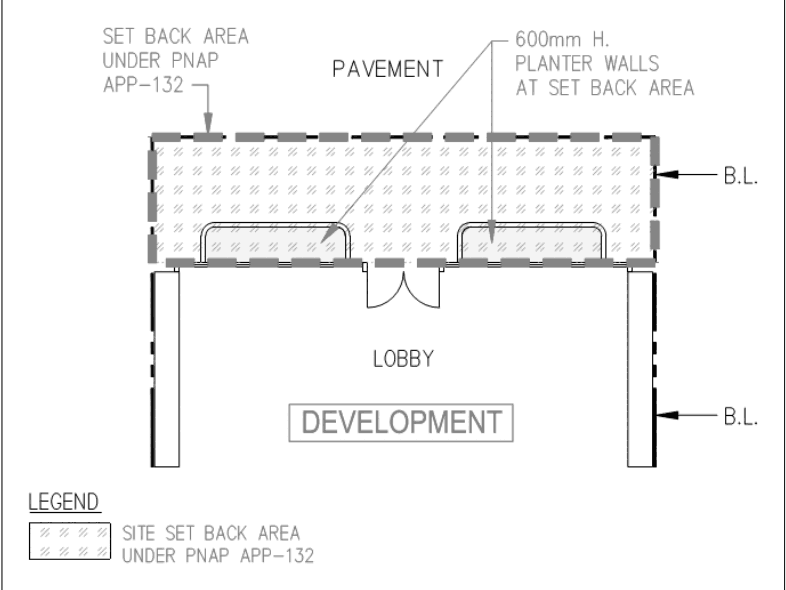 SET BACK AREA
UNDER PNAP
APP-132
PAVEMENT
600mm H.
PLANTER WALLS
AT SET BACK AREA
B.L.
LOBBY
DEVELOPMENT
B.L.
LEGEND
SITE SET BACK AREA
UNDER PNAP APP-132